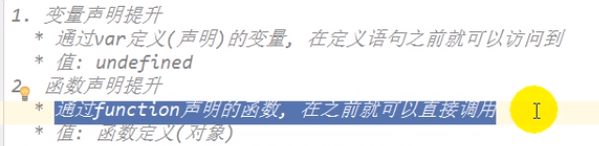 1. 变量声明提升
* 通过var定义(声明)的变量, 在定义语句之前就可以访问到
* 值: undefined
2. 函数声明提升
* 通过function声明的函数, 在之前就可以直接调用
* 值: 函数定义(对象)